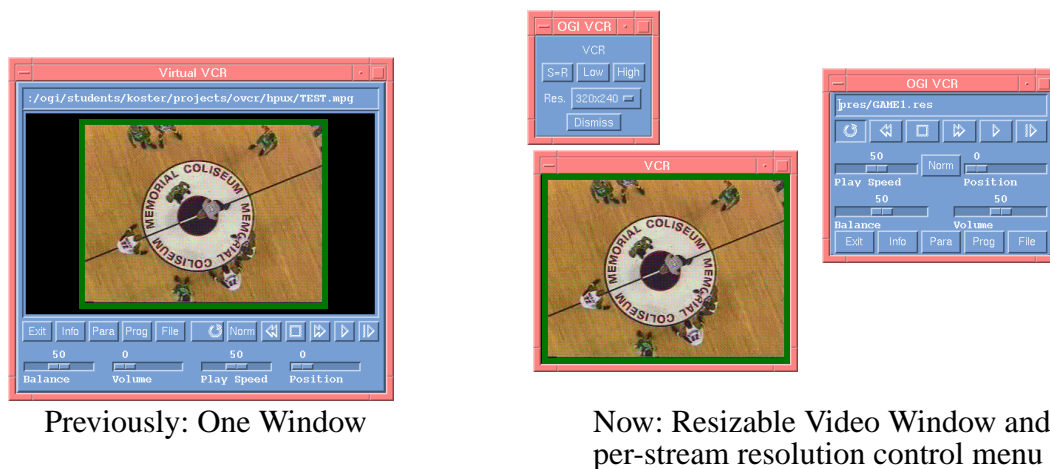 Virtual VCR
:/ogi/students/koster/projects/ovcr/hpux/TEST.mpg
MEMORIAL COLISEUM MEMORIAL COLISEUM
Exit Info Para Prog File Norm
50 0 50 0
Balance Volume Play Speed Position
Previously: One Window
OGI VCR
VCR
S=R Low High
Res. 320x240
Dismiss
VCR
MEMORIAL COLISEUM MEMORIAL COLISEUM
OGI VCR
pres/GAME1.res
50 Norm 0
Play Speed Position
50 50
Balance Volume
Exit Info Para Prog File
Now: Resizable Video Window and
per-stream resolution control menu